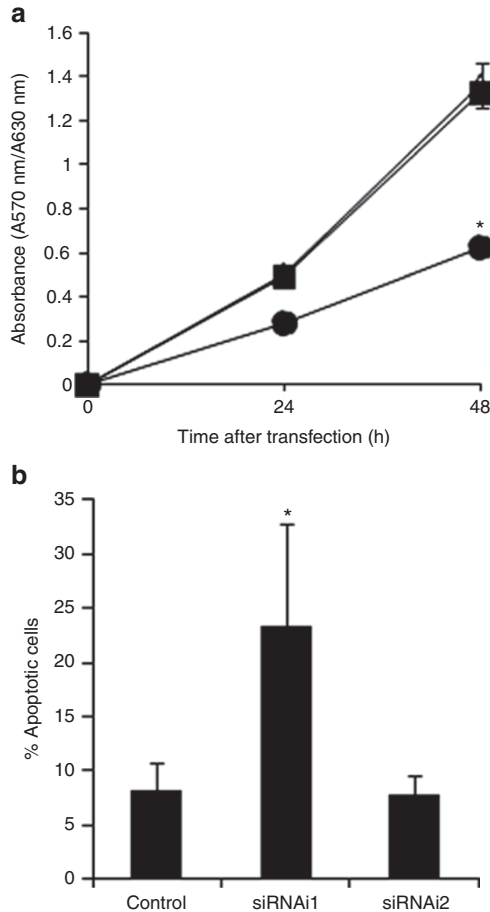 a
Absorbance (A570 nm/A630 nm)
1.6
1.4
1.2
1
0.8
0.6
0.4
0.2
0
*
0 24 48
Time after transfection (h)
b
% Apoptotic cells
35
30
25
20
15
10
5
0
*
Control siRNAi1 siRNAi2